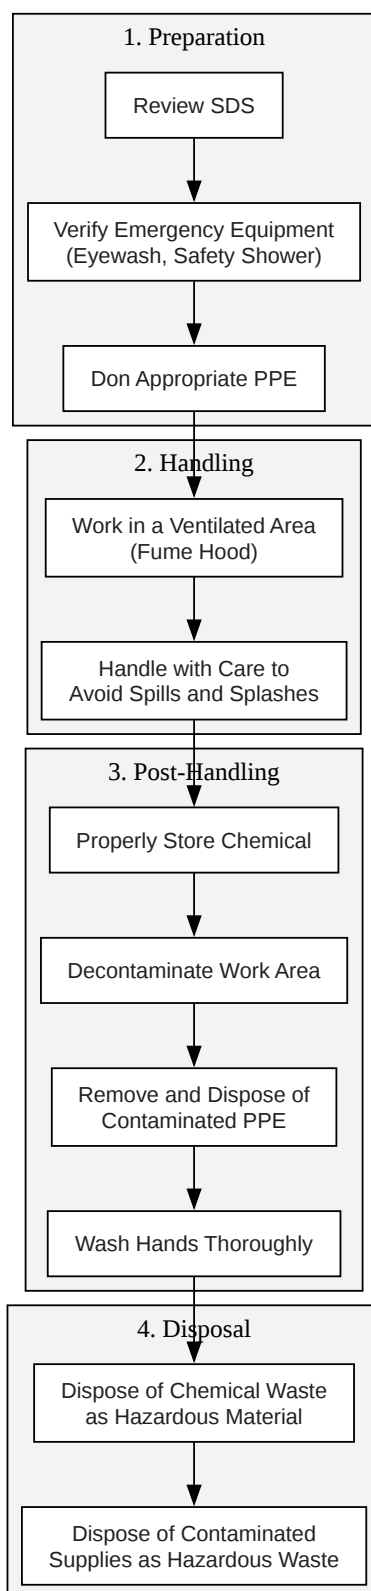 1. Preparation
Review SDS
Verify Emergency Equipment
(Eyewash, Safety Shower)
Don Appropriate PPE
2. Handling
Work in a Ventilated Area
(Fume Hood)
Handle with Care to
Avoid Spills and Splashes
3. Post-Handling
Properly Store Chemical
Decontaminate Work Area
Remove and Dispose of
Contaminated PPE
Wash Hands Thoroughly
4. Disposal
Dispose of Chemical Waste
as Hazardous Material
Dispose of Contaminated
Supplies as Hazardous Waste